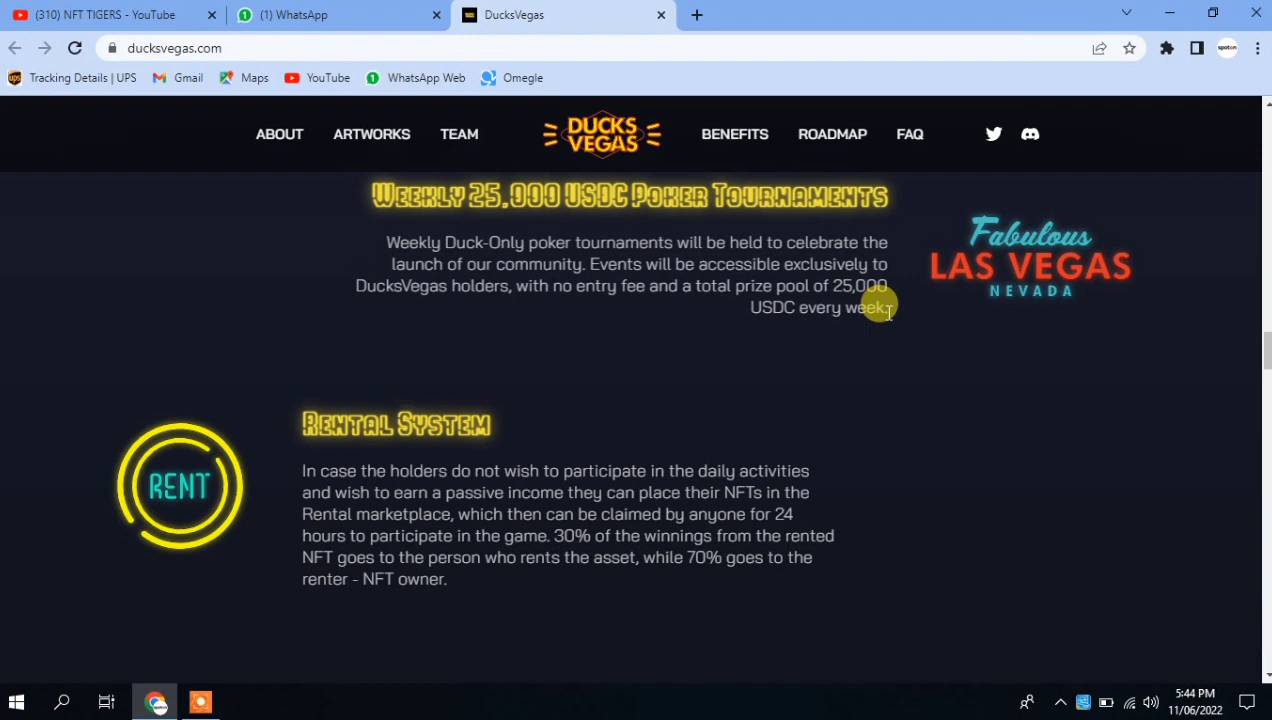 (310) NFT TIGERS - YouTube
(1) WhatsApp
DucksVegas
ducksvegas.com
spoton
Tracking Details | UPS
Gmail
Maps
YouTube
WhatsApp Web
Omegle
ABOUT
ARTWORKS
TEAM
DUCKS
VEGAS
BENEFITS
ROADMAP
FAQ
Weekly 25,000 USDC Poker Tournaments
Weekly Duck-Only poker tournaments will be held to celebrate the
launch of our community. Events will be accessible exclusively to
DucksVegas holders, with no entry fee and a total prize pool of 25,000
USDC every week.
Fabulous
LAS VEGAS
NEVADA
RENT
Rental System
In case the holders do not wish to participate in the daily activities
and wish to earn a passive income they can place their NFTs in the
Rental marketplace, which then can be claimed by anyone for 24
hours to participate in the game. 30% of the winnings from the rented
NFT goes to the person who rents the asset, while 70% goes to the
renter - NFT owner.
5:44 PM
11/06/2022